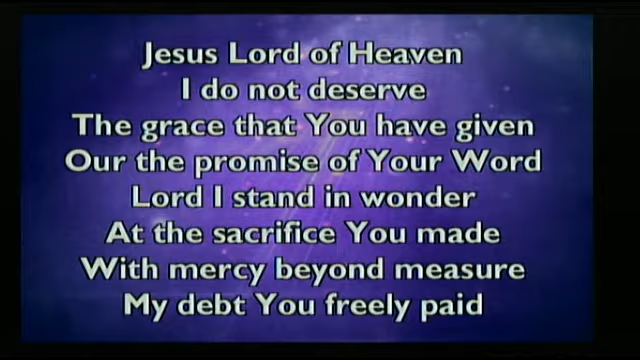 Jesus Lord of Heaven
I do not deserve
The grace that You have given
Our the promise of Your Word
Lord I stand in wonder
At the sacrifice You made
With mercy beyond measure
My debt You freely paid